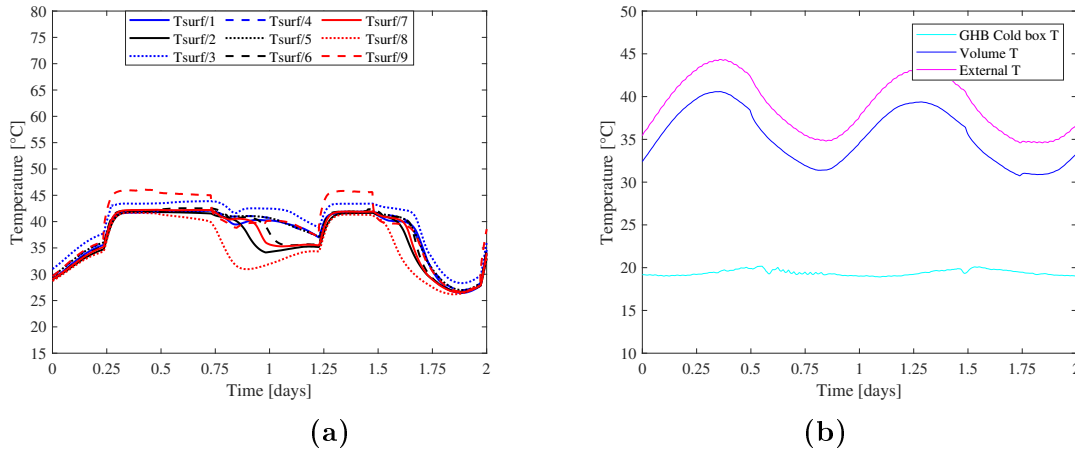 80
75
70
65
60
55
50
45
40
35
30
25
20
15
Temperature [°C]
Tsurf/1 Tsurf/4 Tsurf/7
Tsurf/2 Tsurf/5 Tsurf/8
Tsurf/3 Tsurf/6 Tsurf/9
0 0.25 0.5 0.75 1 1.25 1.5 1.75 2
Time [days]
(a)
50
45
40
35
30
25
20
15
10
Temperature [°C]
GHB Cold box T
Volume T
External T
0 0.25 0.5 0.75 1 1.25 1.5 1.75 2
Time [days]
(b)